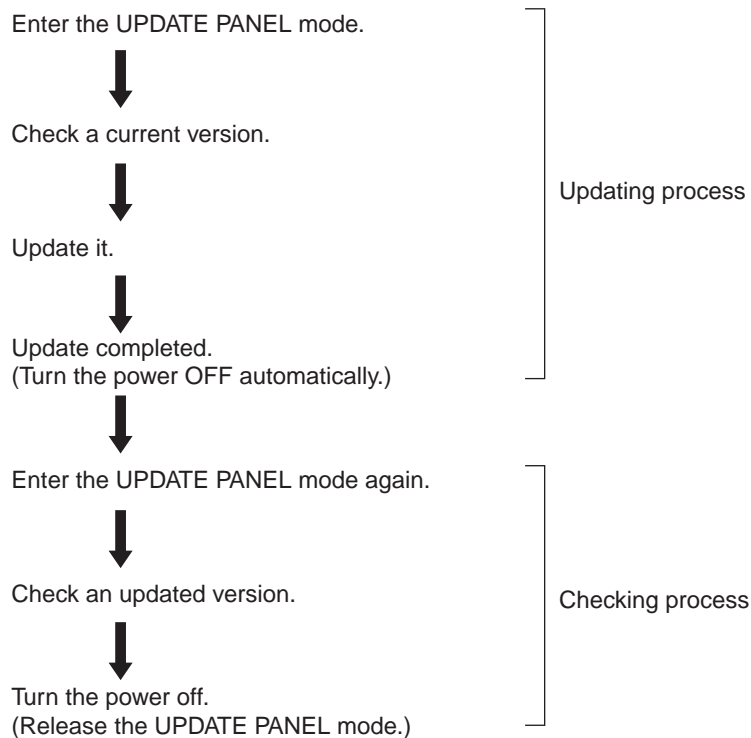 Enter the UPDATE PANEL mode.
Check a current version.
Updating process
Update it.
Update completed.
(Turn the power OFF automatically.)
Enter the UPDATE PANEL mode again.
Check an updated version.
Checking process
Turn the power off.
(Release the UPDATE PANEL mode.)